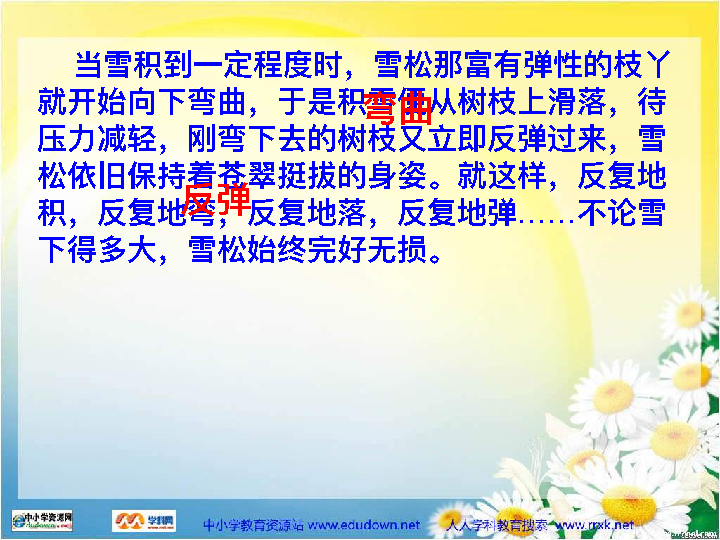 当雪积到一定程度时，雪松那富有弹性的枝丫
就开始向下弯曲，于是积雪便从树枝上滑落，待
弯曲
压力减轻，刚弯下去的树枝又立即反弹过来，雪
松依旧保持着苍翠挺拔的身姿。就这样，反复地
反弹
积，反复地弯，反复地落，反复地弹……不论雪
下得多大，雪松始终完好无损。
中小学资源网
学科网
中小学教育资源站 www.edudown.net 人人学科教育搜索 www.rrxk.net